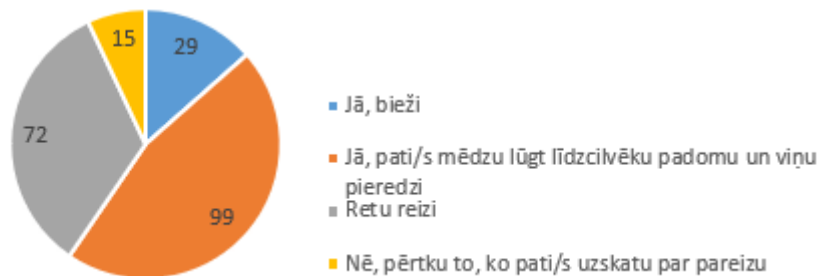 15
29
72
99
Jā, bieži
Jā, pati/s mēdzu lūgt līdzcilvēku padomu un viņu
pieredzi
Retu reizi
Nē, pērtku to, ko pati/s uzskatu par pareizu